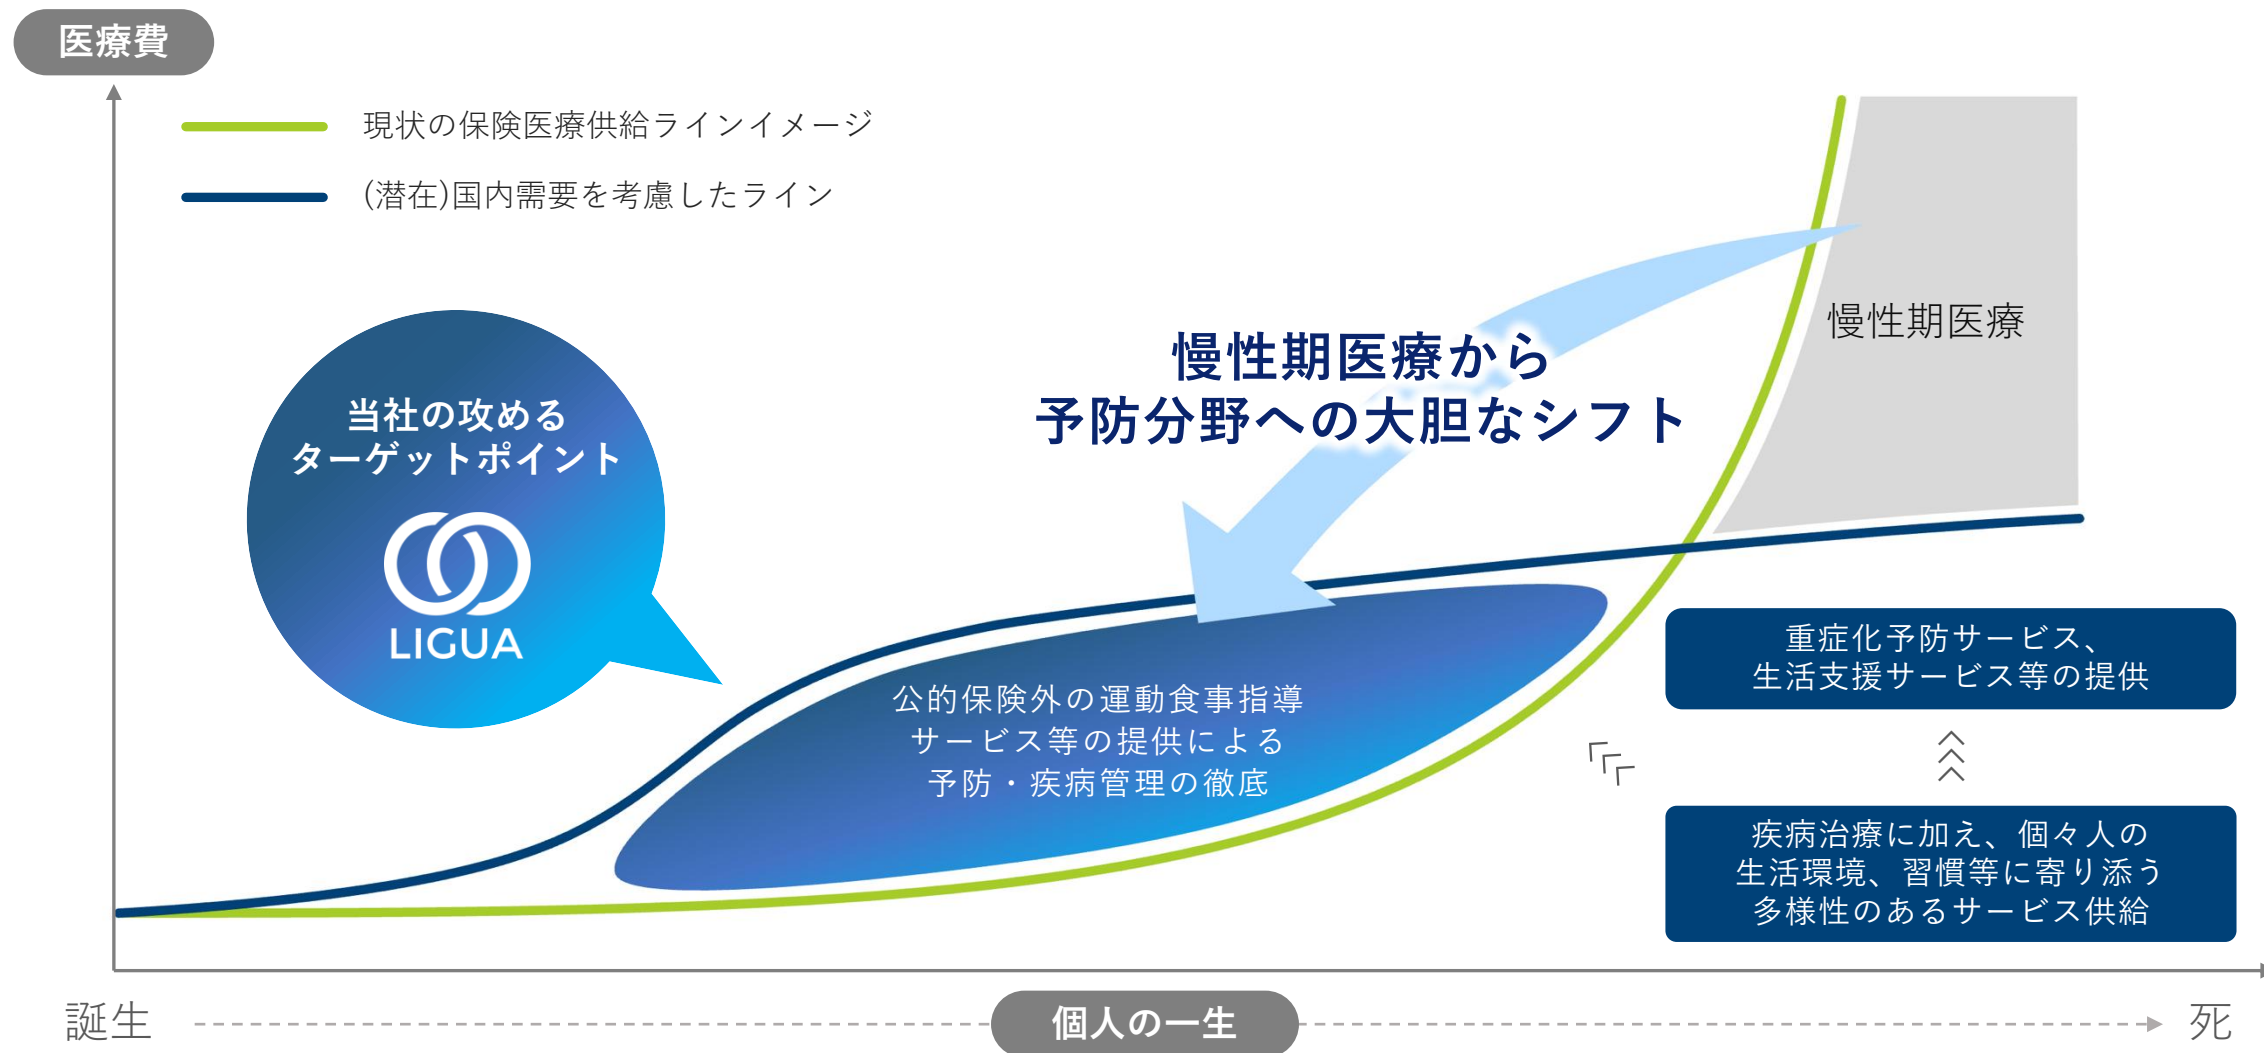 医療費
現状の保険医療供給ラインイメージ
(潜在)国内需要を考慮したライン
慢性期医療
慢性期医療から
予防分野への大胆なシフト
当社の攻める
ターゲットポイント
LIGUA
公的保険外の運動食事指導
サービス等の提供による
予防・疾病管理の徹底
重症化予防サービス、
生活支援サービス等の提供
疾病治療に加え、個々人の
生活環境、習慣等に寄り添う
多様性のあるサービス供給
誕生
個人の一生
死